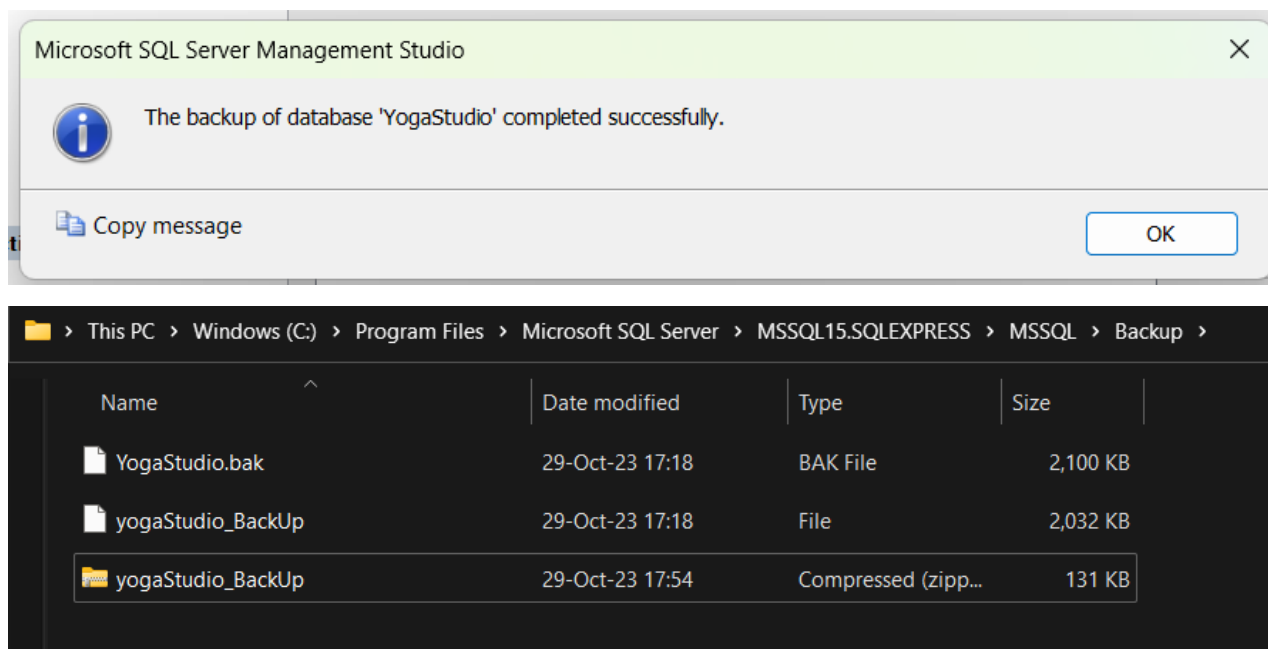 Microsoft SQL Server Management Studio
The backup of database 'YogaStudio' completed successfully.
Copy message
OK
ti
This PC > Windows (C:) > Program Files > Microsoft SQL Server > MSSQL15.SQLEXPRESS > MSSQL > Backup >
Name Date modified Type Size
YogaStudio.bak 29-Oct-23 17:18 BAK File 2,100 KB
yogaStudio_BackUp 29-Oct-23 17:18 File 2,032 KB
yogaStudio_BackUp 29-Oct-23 17:54 Compressed (zipp... 131 KB